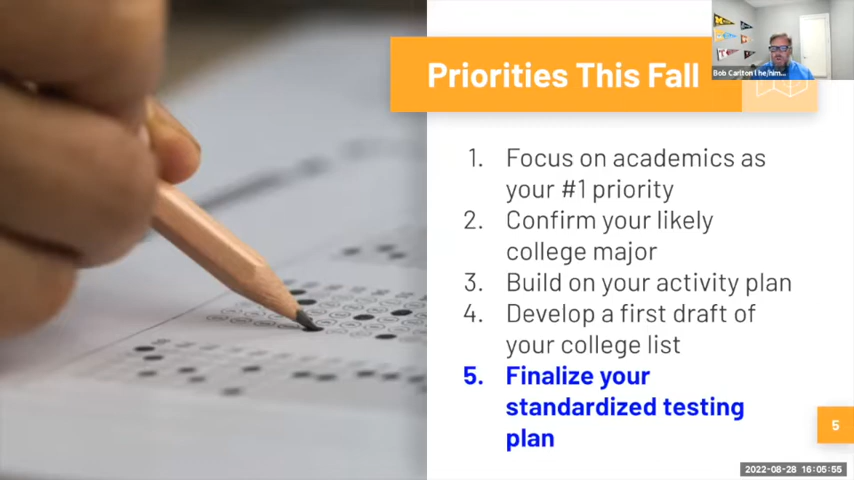 Priorities This Fall
Bob Carlton | he/him...
1. Focus on academics as
your #1 priority
2. Confirm your likely
college major
3. Build on your activity plan
4. Develop a first draft of
your college list
5. Finalize your
standardized testing
plan
5
2022-08-28 16:05:55